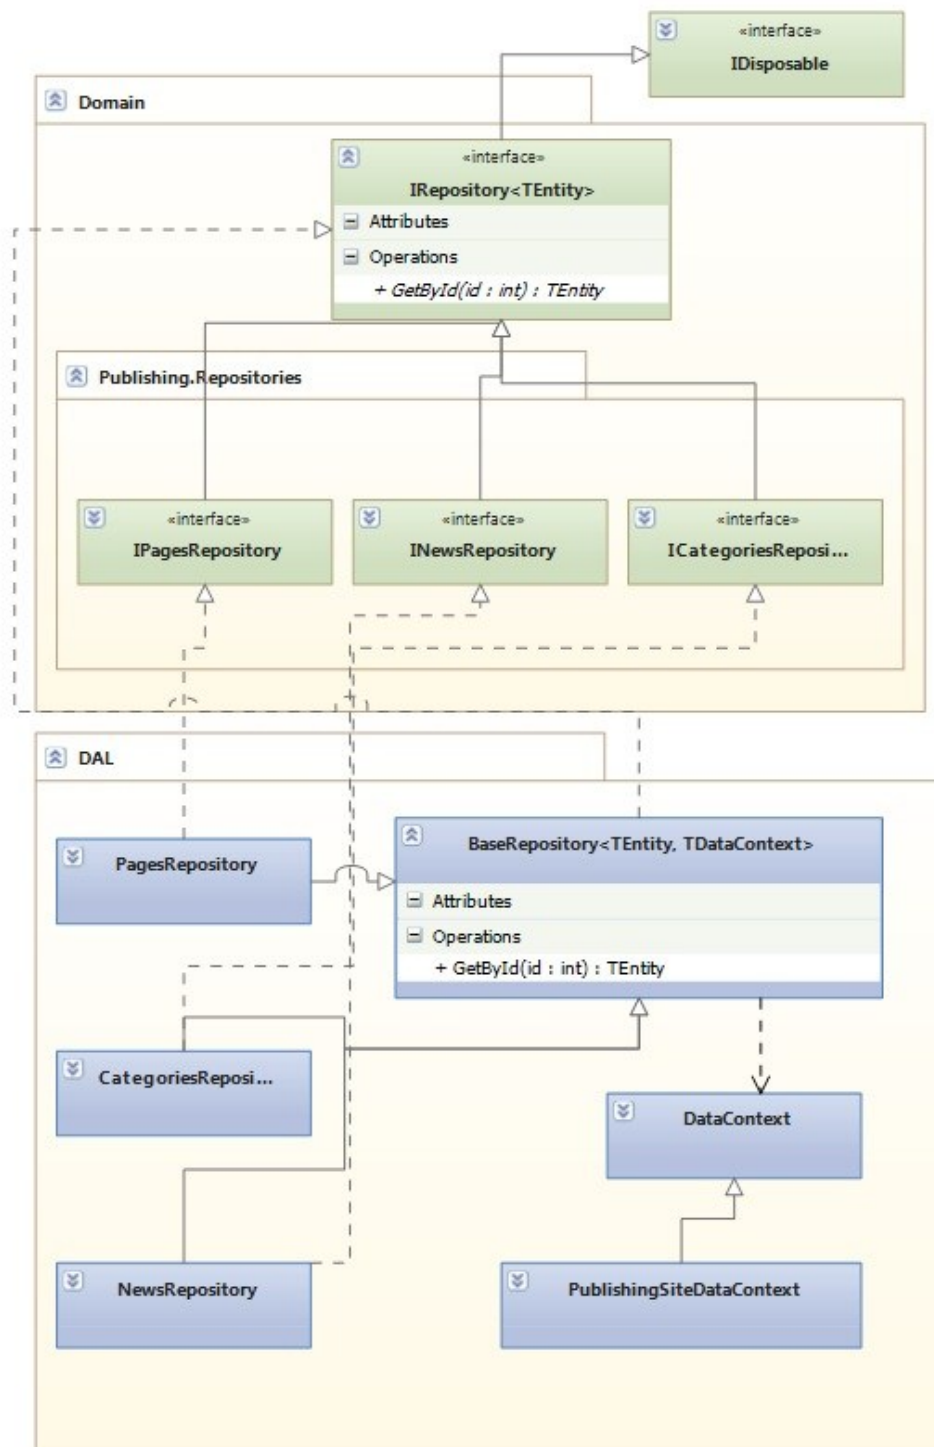 «interface»
IDisposable
Domain
«interface»
IRepository<TEntity>
Attributes
Operations
+ GetById(id : int) : TEntity
Publishing.Repositories
«interface»
IPagesRepository
«interface»
INewsRepository
«interface»
ICategoriesReposi...
DAL
PagesRepository
BaseRepository<TEntity, TDataContext>
Attributes
Operations
+ GetById(id : int) : TEntity
CategoriesReposi...
DataContext
NewsRepository
PublishingSiteDataContext